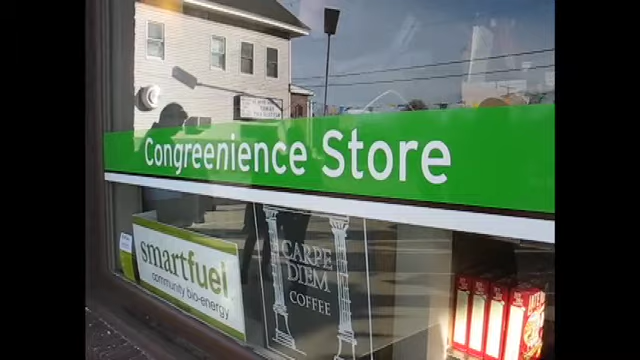 Congreenience Store
smartfuel
community bio-energy
CARPE
DIEM
COFFEE